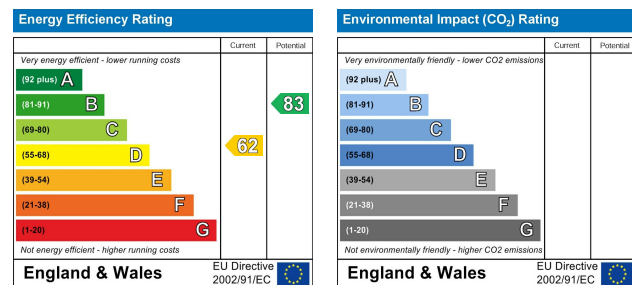 Energy Efficiency Rating
Current Potential
Very energy efficient - lower running costs
(92 plus) A
(81-91) B
83
(69-80) C
(55-68) D
62
(39-54) E
(21-38) F
(1-20) G
Not energy efficient - higher running costs
England & Wales
EU Directive
2002/91/EC
Environmental Impact (CO₂) Rating
Current Potential
Very environmentally friendly - lower CO2 emissions
(92 plus) A
(81-91) B
(69-80) C
(55-68) D
(39-54) E
(21-38) F
(1-20) G
Not environmentally friendly - higher CO2 emissions
England & Wales
EU Directive
2002/91/EC